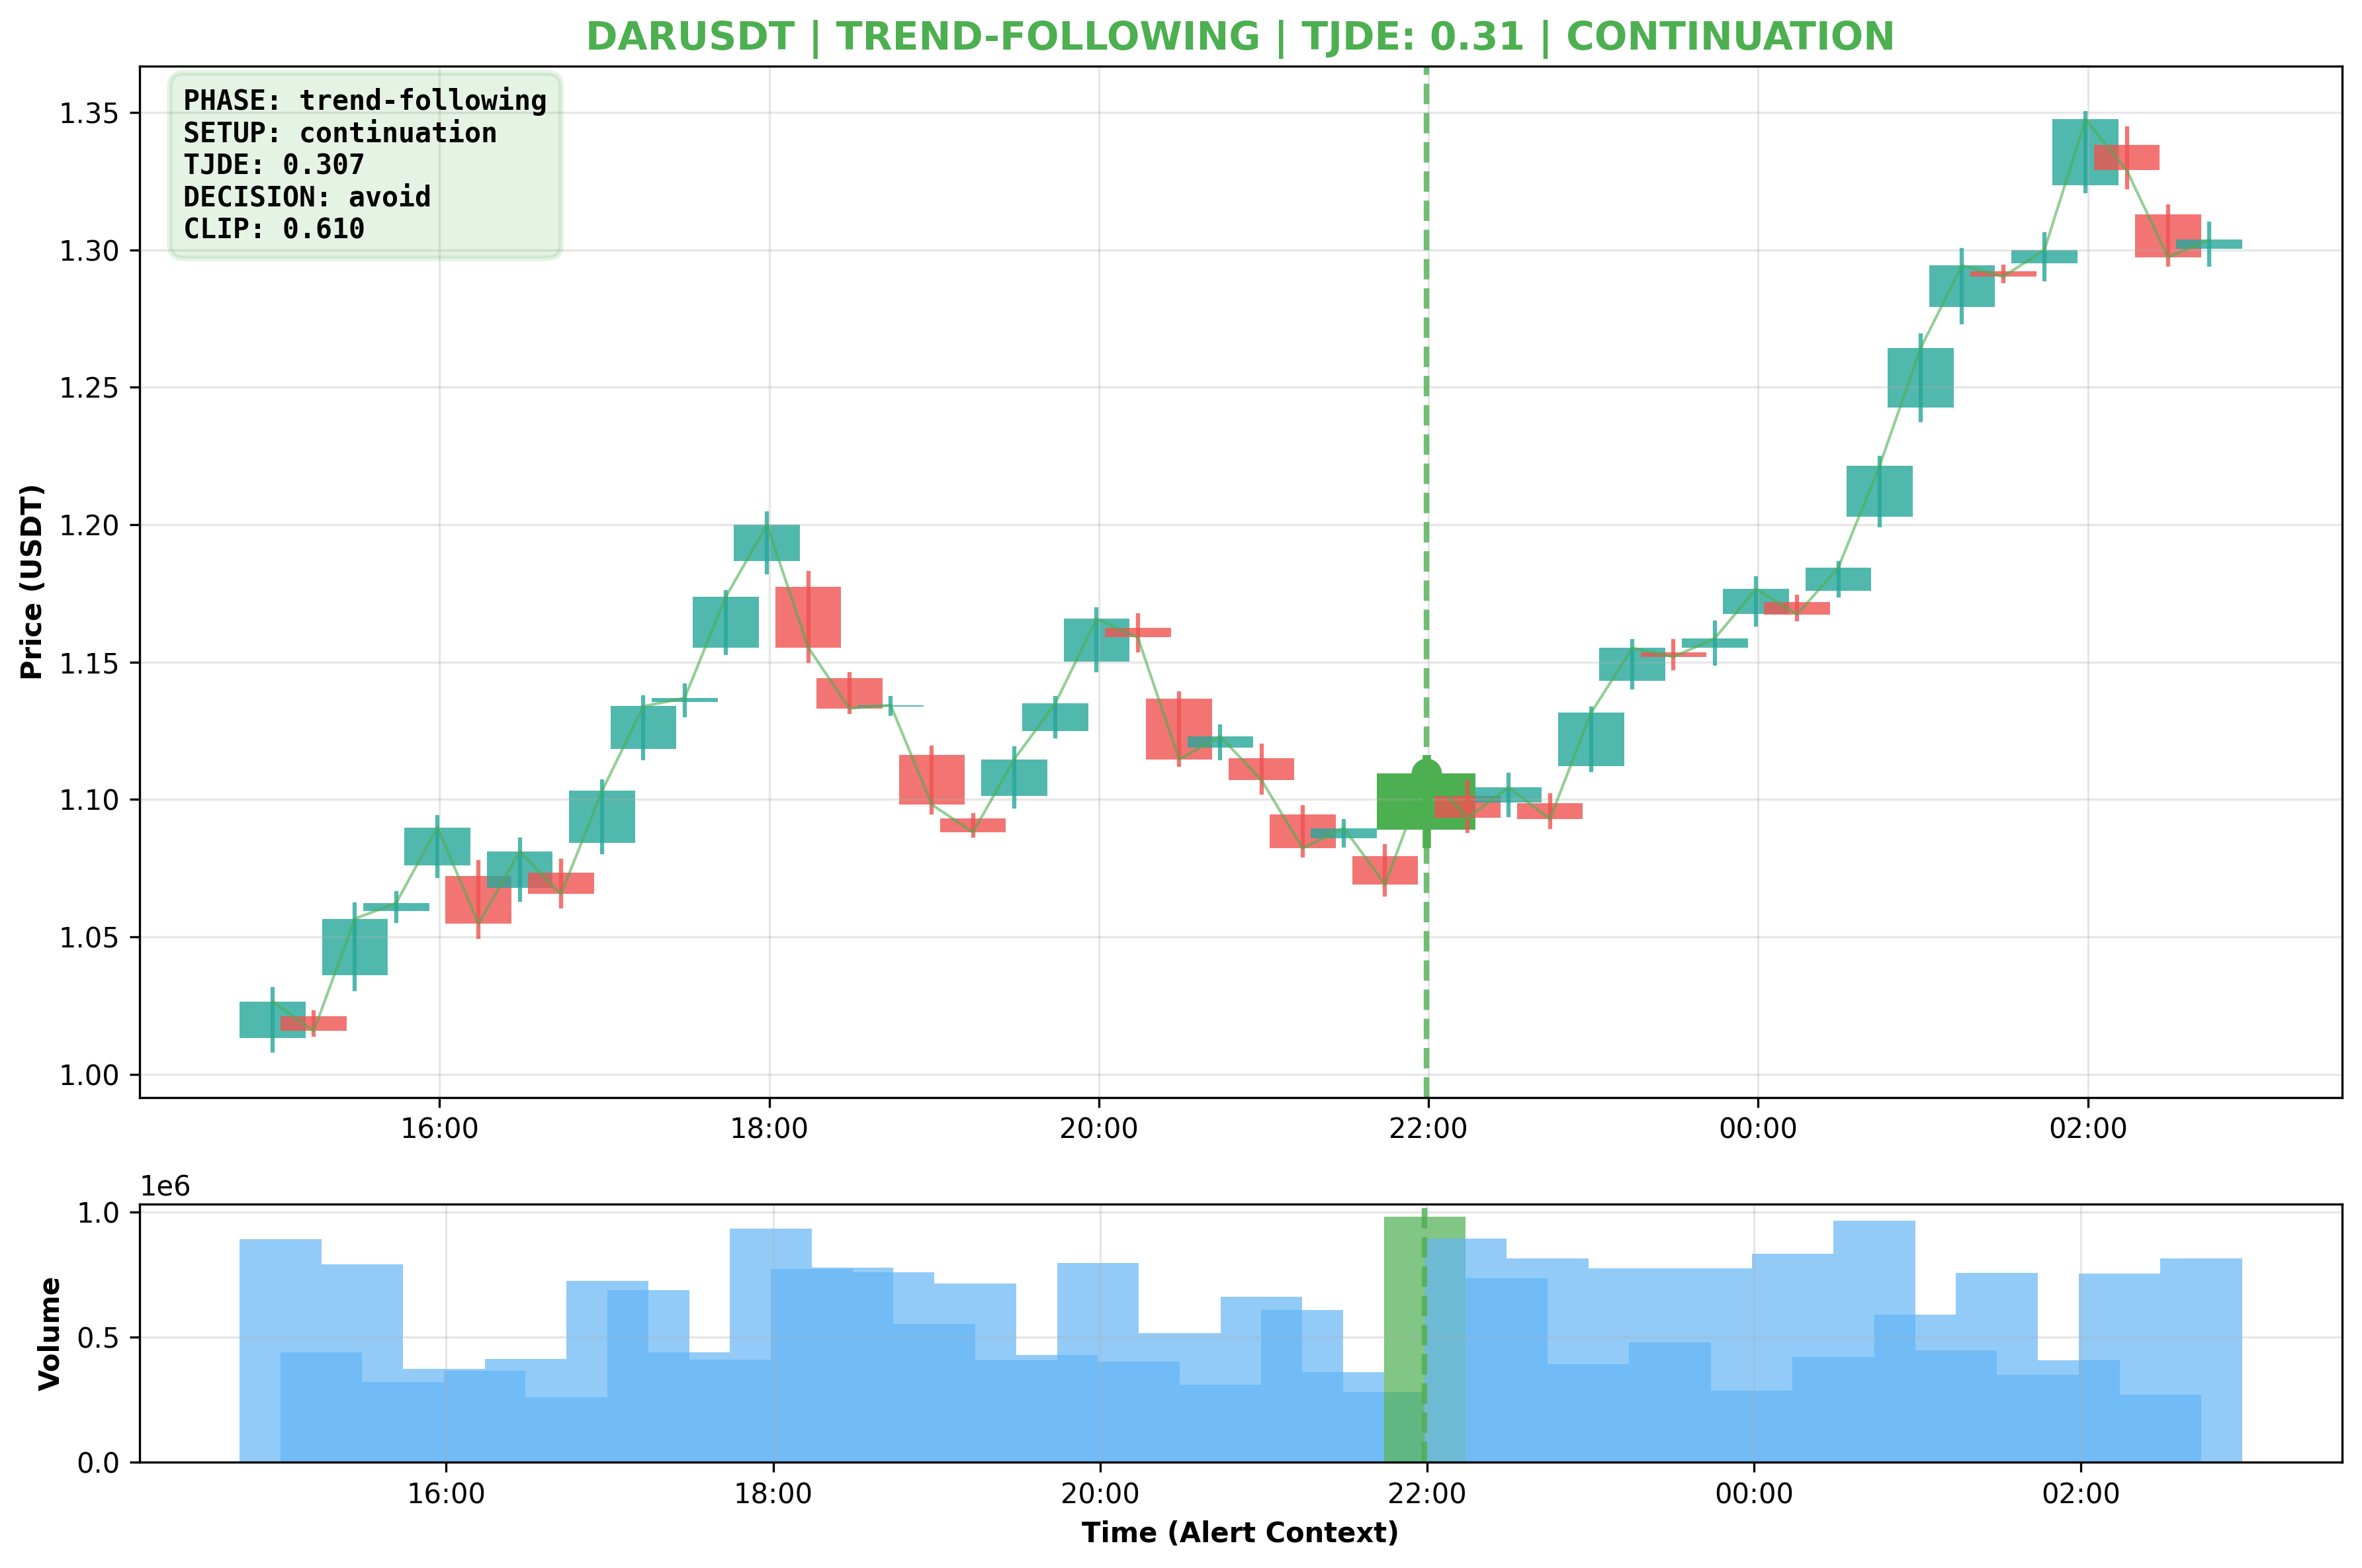 DARUSDT | TREND-FOLLOWING | TJDE: 0.31 | CONTINUATION
PHASE: trend-following
SETUP: continuation
TJDE: 0.307
DECISION: avoid
CLIP: 0.610
Price (USDT)
1.35
1.30
1.25
1.20
1.15
1.10
1.05
1.00
16:00 18:00 20:00 22:00 00:00 02:00
1e6
Volume
1.0
0.5
0.0
16:00 18:00 20:00 22:00 00:00 02:00
Time (Alert Context)